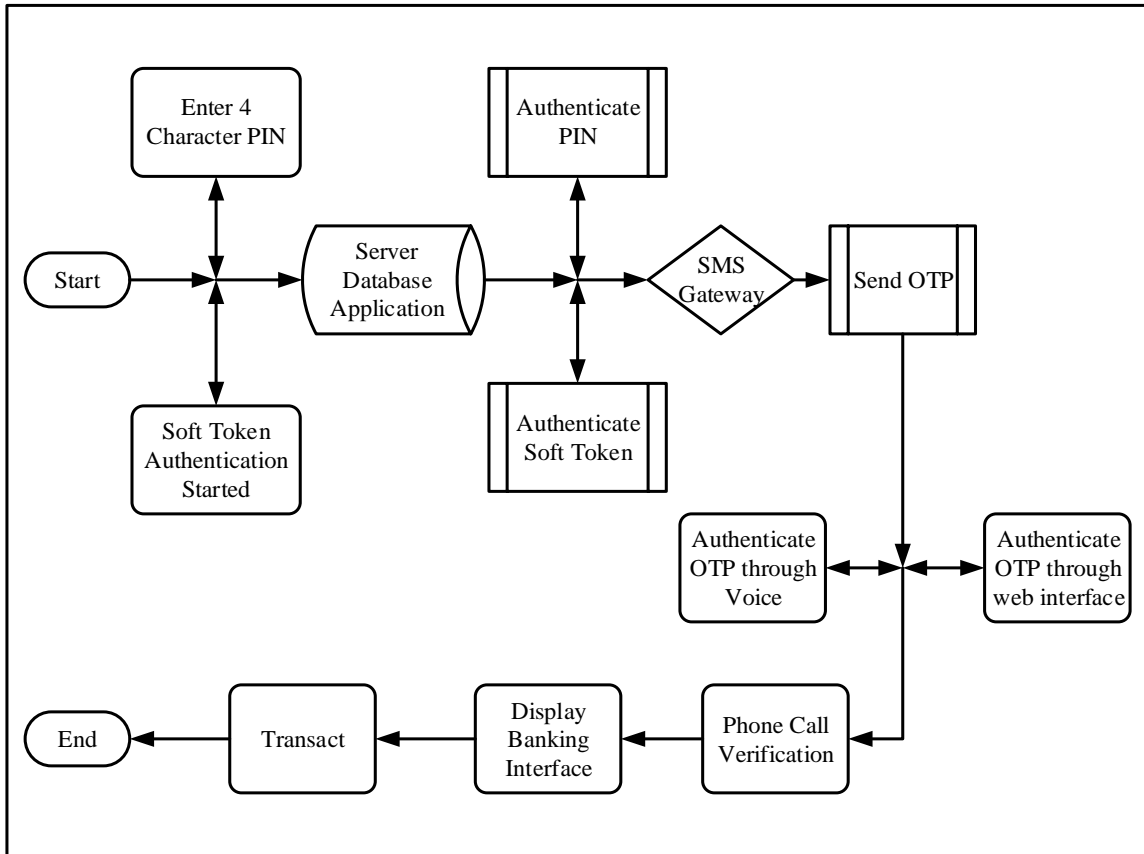 Enter 4
Character PIN
Authenticate
PIN
Start
Server
Database
Application
SMS
Gateway
Send OTP
Soft Token
Authentication
Started
Authenticate
Soft Token
Authenticate
OTP through
Voice
Authenticate
OTP through
web interface
End
Transact
Display
Banking
Interface
Phone Call
Verification